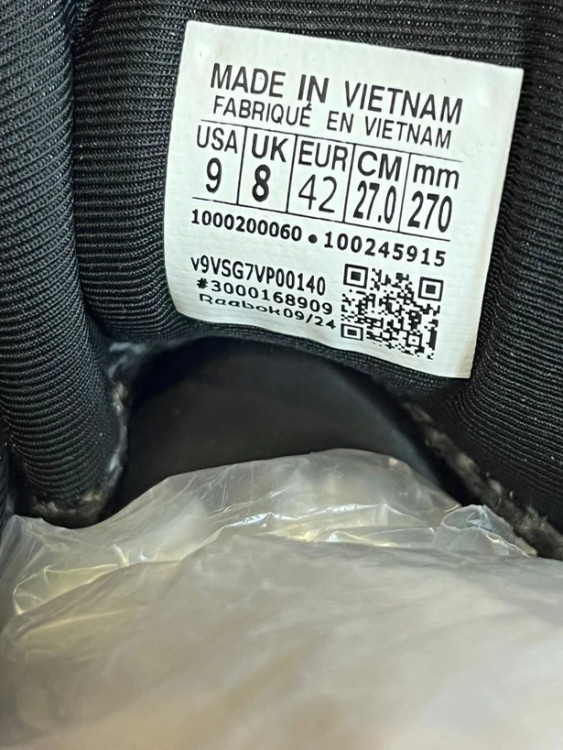 MADE IN VIETNAM
FABRIQUÉ EN VIETNAM
USA UK EUR CM mm
9 8 42 27.0 270
1000200060 • 100245915
v9VSG7VP00140
#3000168909
Raabok09/24